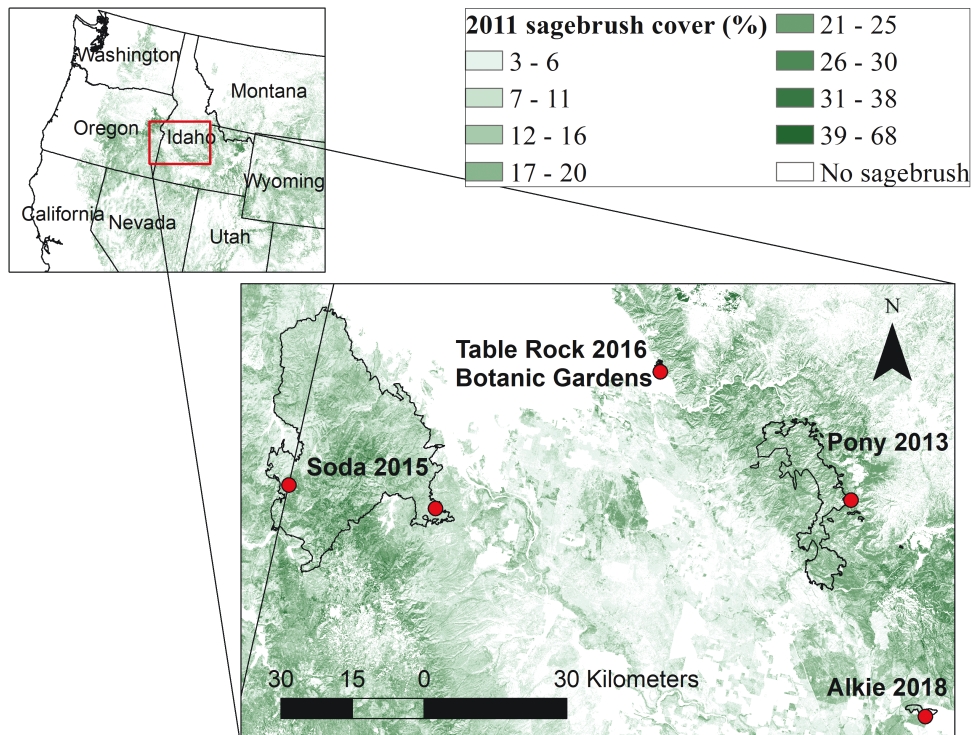 Washington
Montana
Oregon
Idaho
Wyoming
California
Nevada
Utah
2011 sagebrush cover (%)
3 - 6
7 - 11
12 - 16
17 - 20
21 - 25
26 - 30
31 - 38
39 - 68
No sagebrush
N
Table Rock 2016
Botanic Gardens
Pony 2013
Soda 2015
30 15 0 30 Kilometers
Alkie 2018